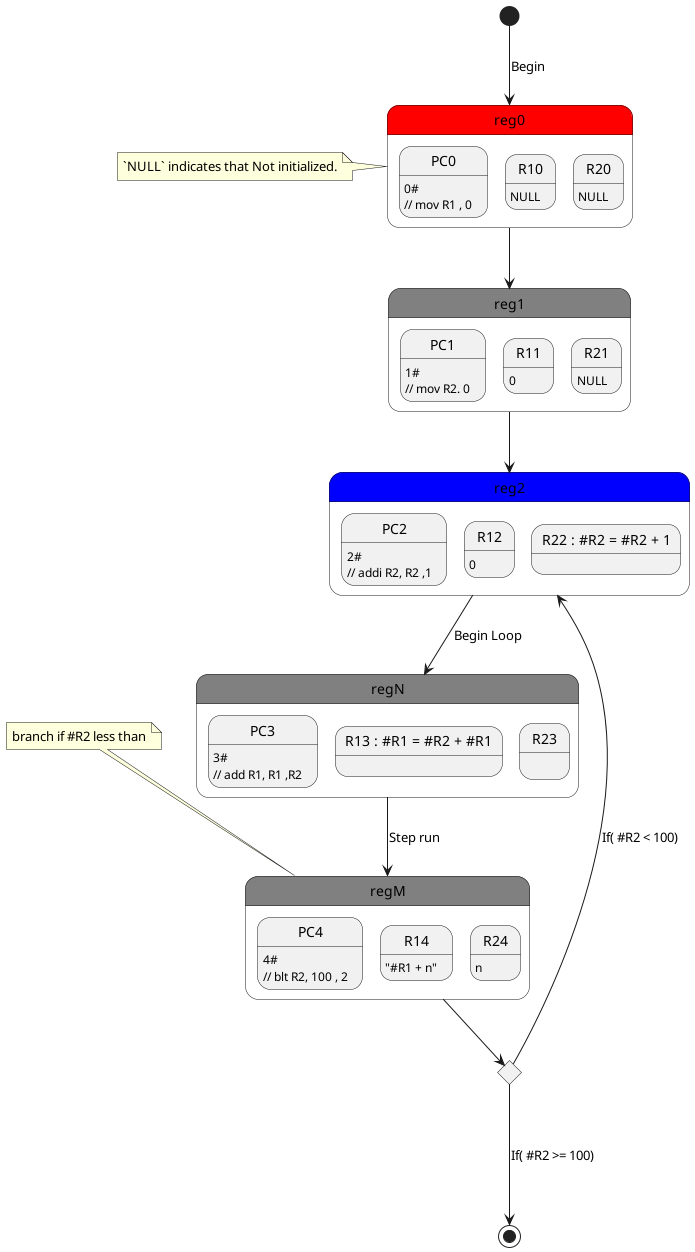 Begin
reg0
`NULL` indicates that Not initialized.
PC0
0#
// mov R1 , 0
R10
NULL
R20
NULL
reg1
PC1
1#
// mov R2. 0
R11
0
R21
NULL
reg2
PC2
2#
// addi R2, R2 ,1
R12
0
R22 : #R2 = #R2 + 1
Begin Loop
regN
PC3
3#
// add R1, R1 ,R2
R13 : #R1 = #R2 + #R1
R23
branch if #R2 less than
If( #R2 < 100)
Step run
regM
PC4
4#
// blt R2, 100 , 2
R14
"#R1 + n"
R24
n
If( #R2 >= 100)